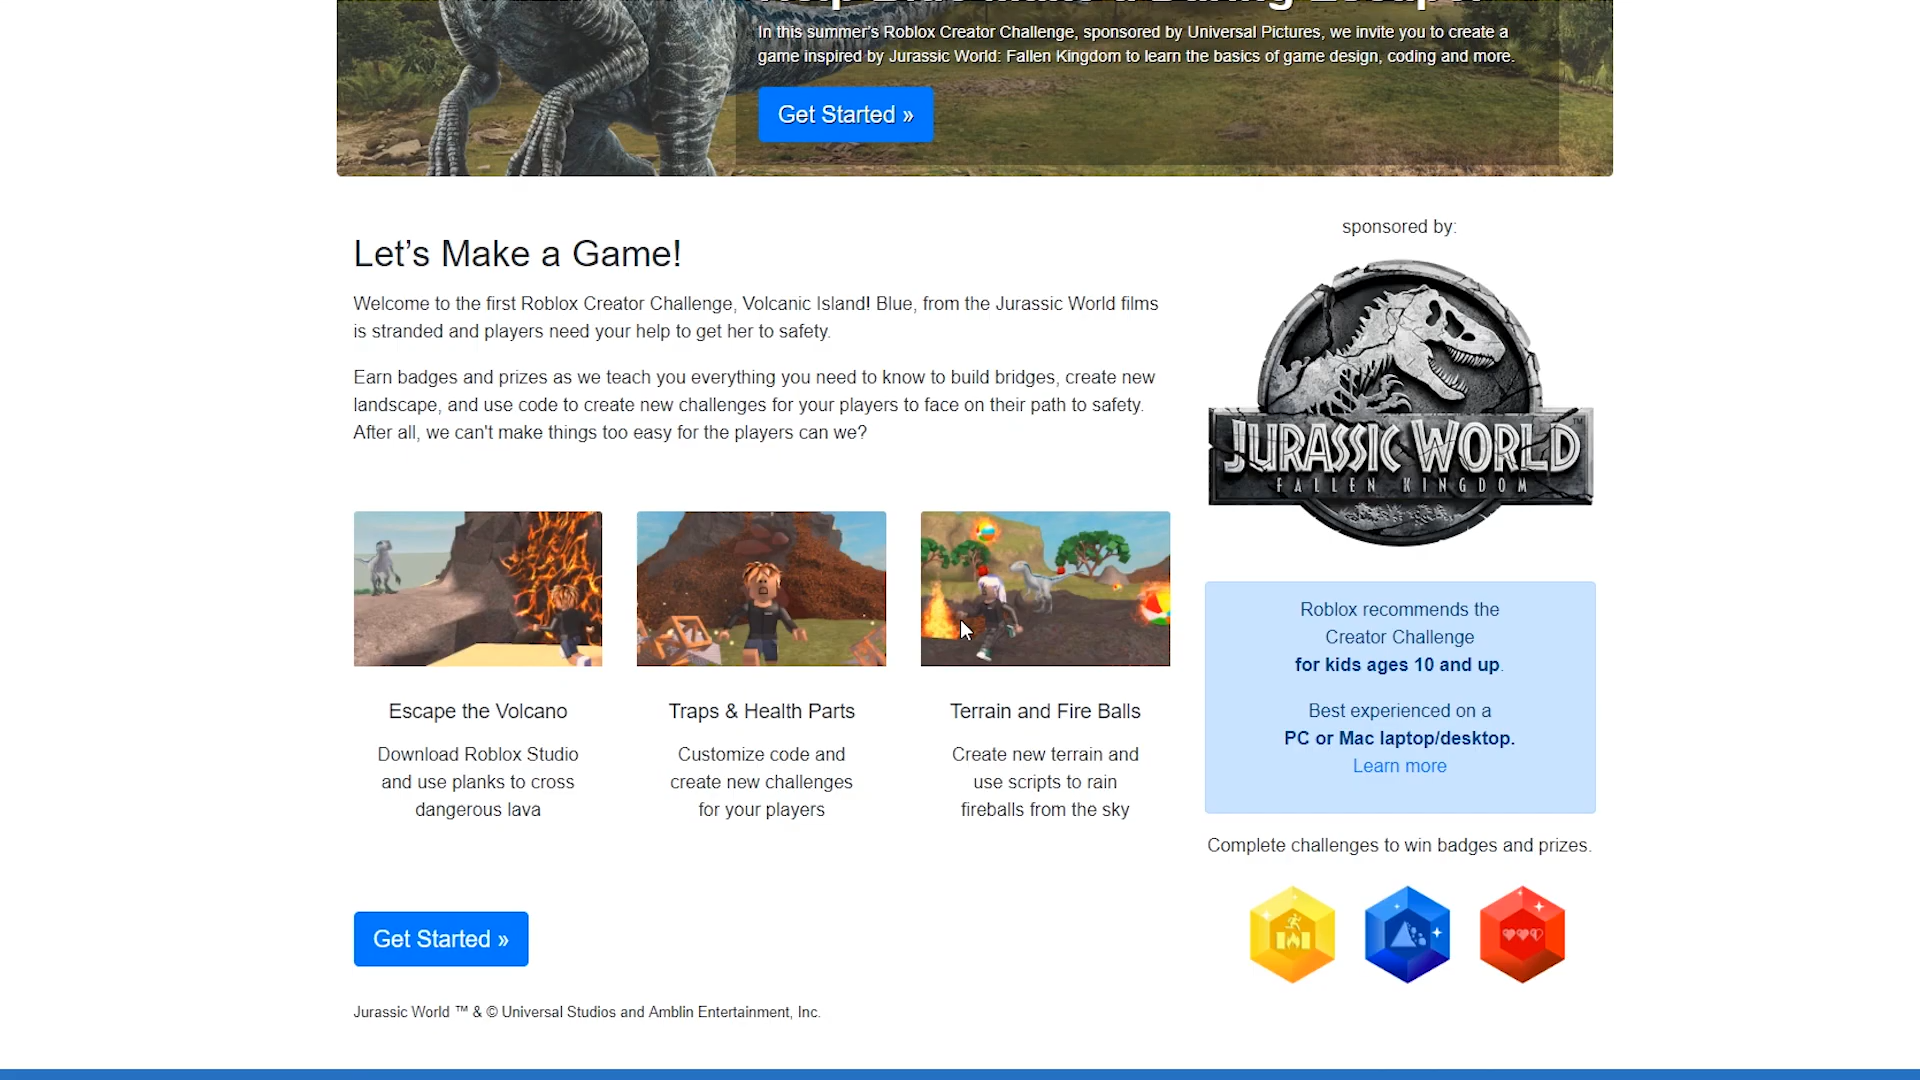 In this summer's Roblox Creator Challenge, sponsored by Universal Pictures, we invite you to create a
game inspired by Jurassic World: Fallen Kingdom to learn the basics of game design, coding and more.
Get Started »
Let’s Make a Game!
Welcome to the first Roblox Creator Challenge, Volcanic Island! Blue, from the Jurassic World films
is stranded and players need your help to get her to safety.
Earn badges and prizes as we teach you everything you need to know to build bridges, create new
landscape, and use code to create new challenges for your players to face on their path to safety.
After all, we can't make things too easy for the players can we?
Escape the Volcano
Download Roblox Studio
and use planks to cross
dangerous lava
Traps & Health Parts
Customize code and
create new challenges
for your players
Terrain and Fire Balls
Create new terrain and
use scripts to rain
fireballs from the sky
Get Started »
Jurassic World ™ & © Universal Studios and Amblin Entertainment, Inc.
sponsored by:
JURASSIC WORLD™
FALLEN KINGDOM
Roblox recommends the
Creator Challenge
for kids ages 10 and up.
Best experienced on a
PC or Mac laptop/desktop.
Learn more
Complete challenges to win badges and prizes.